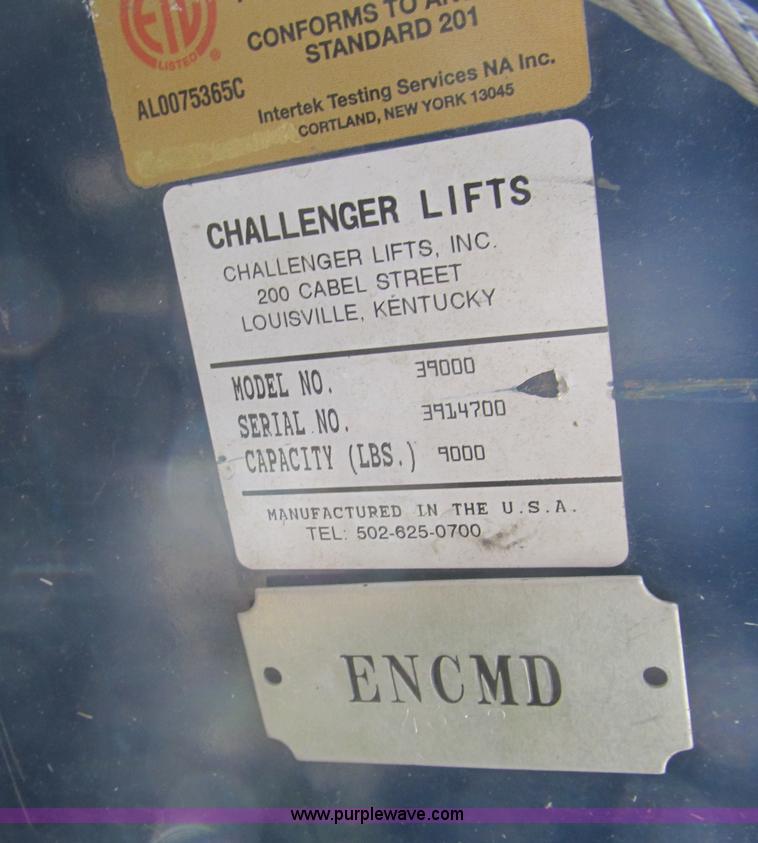 LISTED
®
CONFORMS TO
STANDARD 201
AL0075365C
Intertek Testing Services NA Inc.
CORTLAND, NEW YORK 13045
CHALLENGER LIFTS
CHALLENGER LIFTS, INC.
200 CABEL STREET
LOUISVILLE, KENTUCKY
MODEL NO. 39000
SERIAL NO. 3914700
CAPACITY (LBS.) 9000
MANUFACTURED IN THE U.S.A.
TEL: 502-625-0700
ENCMD
www.purplewave.com